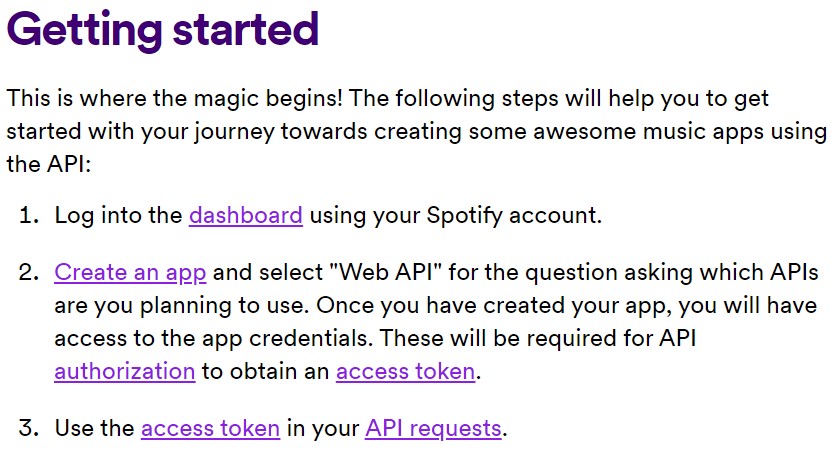 Getting started
This is where the magic begins! The following steps will help you to get
started with your journey towards creating some awesome music apps using
the API:
1. Log into the dashboard using your Spotify account.
2. Create an app and select "Web API" for the question asking which APIs
are you planning to use. Once you have created your app, you will have
access to the app credentials. These will be required for API
authorization to obtain an access token.
3. Use the access token in your API requests.